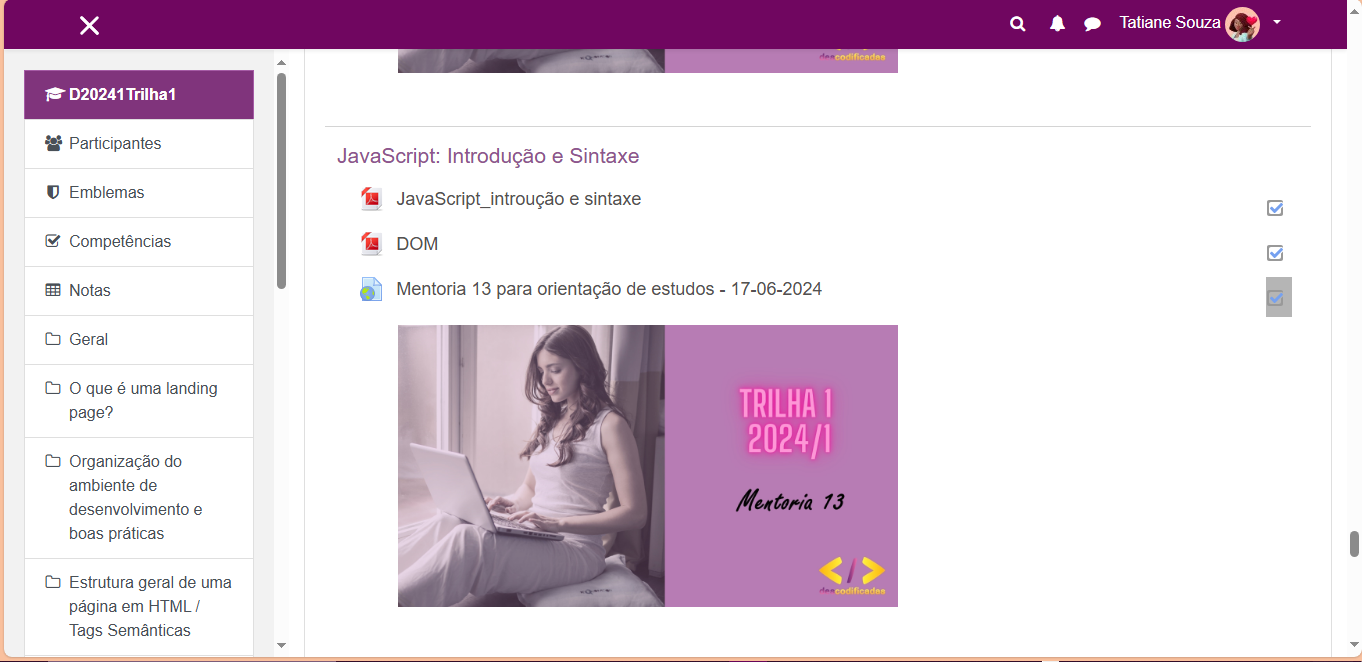 Tatiane Souza
D20241Trilha1
Participantes
Emblemas
Competências
Notas
Geral
O que é uma landing
page?
Organização do
ambiente de
desenvolvimento e
boas práticas
Estrutura geral de uma
página em HTML /
Tags Semânticas
descodificadas
JavaScript: Introdução e Sintaxe
JavaScript_introução e sintaxe
DOM
Mentoria 13 para orientação de estudos - 17-06-2024
TRILHA 1
2024/1
Mentoria 13
</>
descodificadas